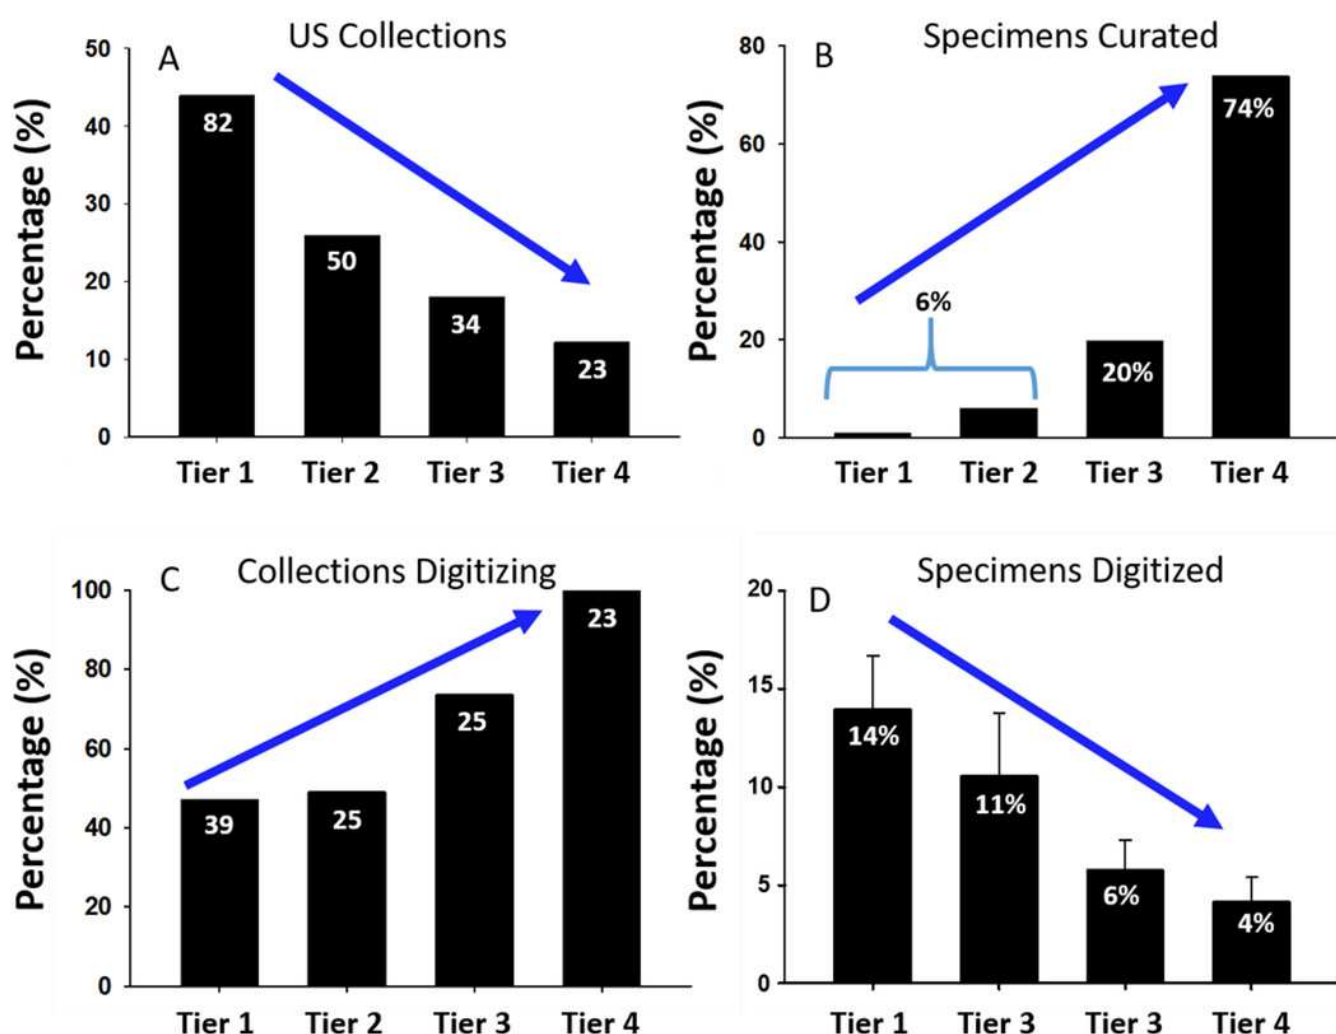 A
US Collections
Percentage (%)
50
40
30
20
10
0
82
50
34
23
Tier 1 Tier 2 Tier 3 Tier 4
B
Specimens Curated
Percentage (%)
80
60
40
20
0
6%
20%
74%
Tier 1 Tier 2 Tier 3 Tier 4
C
Collections Digitizing
Percentage (%)
100
80
60
40
20
0
39
25
25
23
Tier 1 Tier 2 Tier 3 Tier 4
D
Specimens Digitized
Percentage (%)
20
15
10
5
0
14%
11%
6%
4%
Tier 1 Tier 3 Tier 3 Tier 4